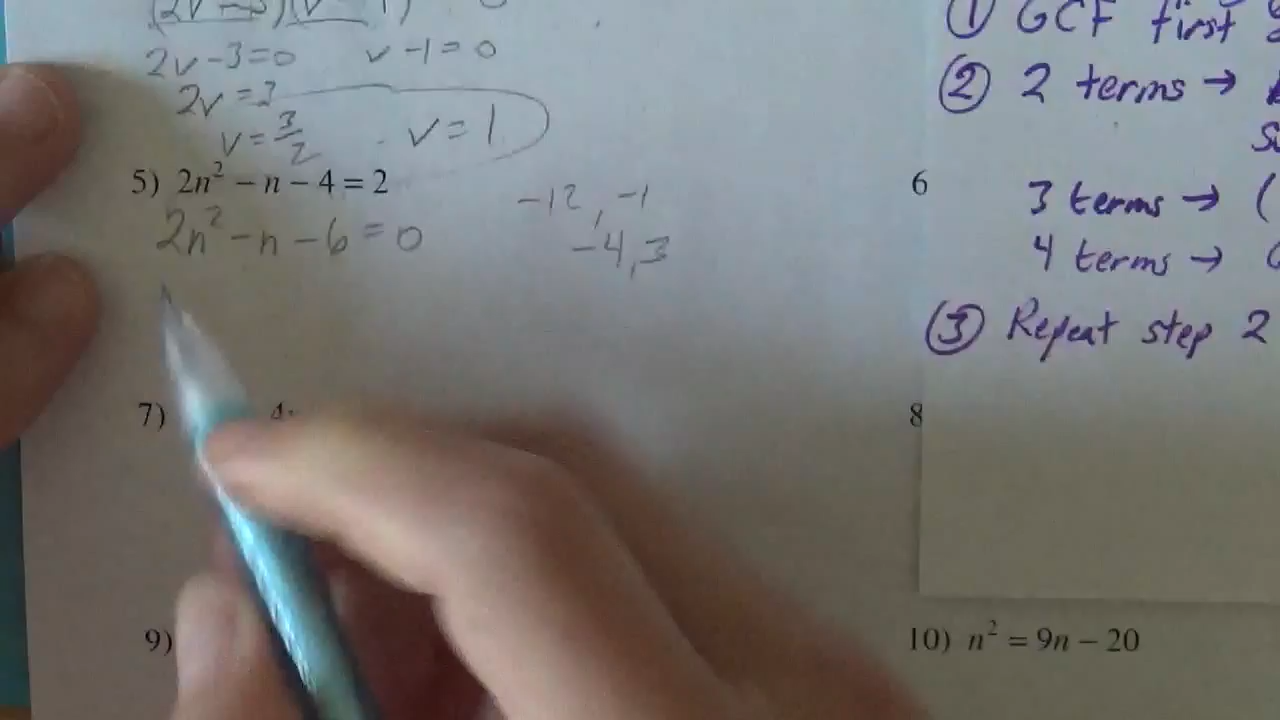 2v-3=0 v-1=0
2v=3
v=3/2 v=1
5) 2n² - n - 4 = 2
2n² - n - 6 = 0
-12, -1
-4, 3
7)
9)
① GCF first
② 2 terms →
6
3 terms → (
4 terms →
③ Repeat step 2
8
10) n² = 9n - 20